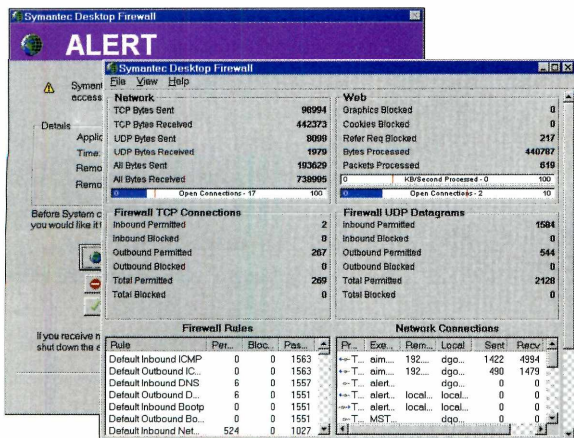 Symantec Desktop Firewall
ALERT
Symant
access
Details
Applic
Time:
Remo
Remo
Before System c
you would like it t
If you receive n
shut down the e
Symantec Desktop Firewall
File View Help
Network
TCP Bytes Sent 98994
TCP Bytes Received 442373
UDP Bytes Sent 8098
UDP Bytes Received 1979
All Bytes Sent 193629
All Bytes Received 738995
0 Open Connections - 17 100
Web
Graphics Blocked 0
Cookies Blocked 0
Refer Req Blocked 217
Bytes Processed 440787
Packets Processed 619
0 KB/Second Processed - 0 100
0 Open Connections - 2 10
Firewall TCP Connections
Inbound Permitted 2
Inbound Blocked 0
Outbound Permitted 267
Outbound Blocked 0
Total Permitted 269
Total Blocked 0
Firewall UDP Datagrams
Inbound Permitted 1584
Inbound Blocked 0
Outbound Permitted 544
Outbound Blocked 0
Total Permitted 2128
Total Blocked 0
Firewall Rules
Rule Per... Bloc.. Pas...
Default Inbound ICMP 0 0 1563
Default Outbound IC... 0 0 1563
Default Inbound DNS 6 0 1557
Default Outbound D... 6 0 1551
Default Inbound Bootp 0 0 1551
Default Outbound Bo... 0 0 1551
Default Inbound Net... 524 0 1027
Network Connections
Pr... Exe... Rem... Local Sent Recv
T... aim.... 192.... dgo... 1422 4994
T... aim.... 192.... dgo... 490 1479
T... alert... dgo... 0 0
T... alert... local... local... 0 0
T... alert... local... local... 0 0
T... MST... dgo... 0 0